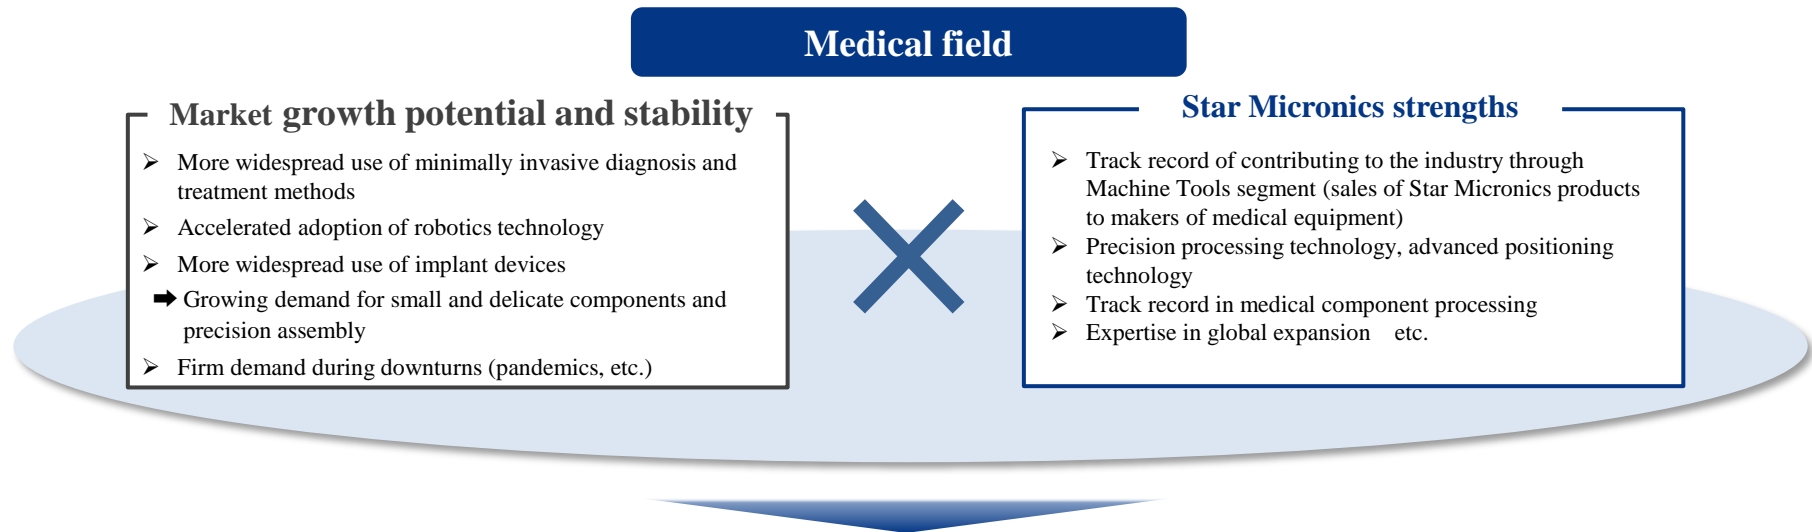 Medical field
Market growth potential and stability
➢ More widespread use of minimally invasive diagnosis and
treatment methods
➢ Accelerated adoption of robotics technology
➢ More widespread use of implant devices
➡ Growing demand for small and delicate components and
precision assembly
➢ Firm demand during downturns (pandemics, etc.)
Star Micronics strengths
➢ Track record of contributing to the industry through
Machine Tools segment (sales of Star Micronics products
to makers of medical equipment)
➢ Precision processing technology, advanced positioning
technology
➢ Track record in medical component processing
➢ Expertise in global expansion etc.